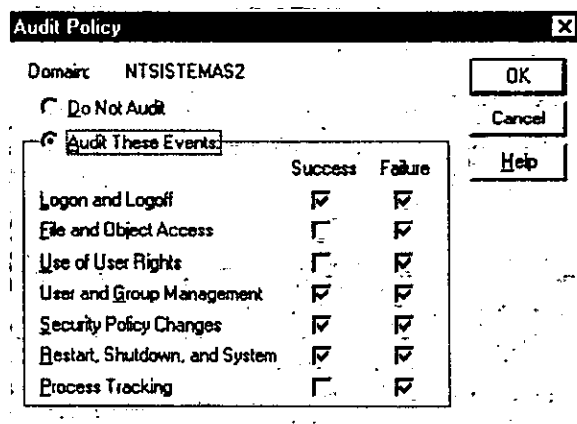 Audit Policy
Domain: NTSISTEMAS2
OK
Do Not Audit
Cancel
Audit These Events:
Help
Success Failure
Logon and Logoff
File and Object Access
Use of User Rights
User and Group Management
Security Policy Changes
Restart, Shutdown, and System
Process Tracking